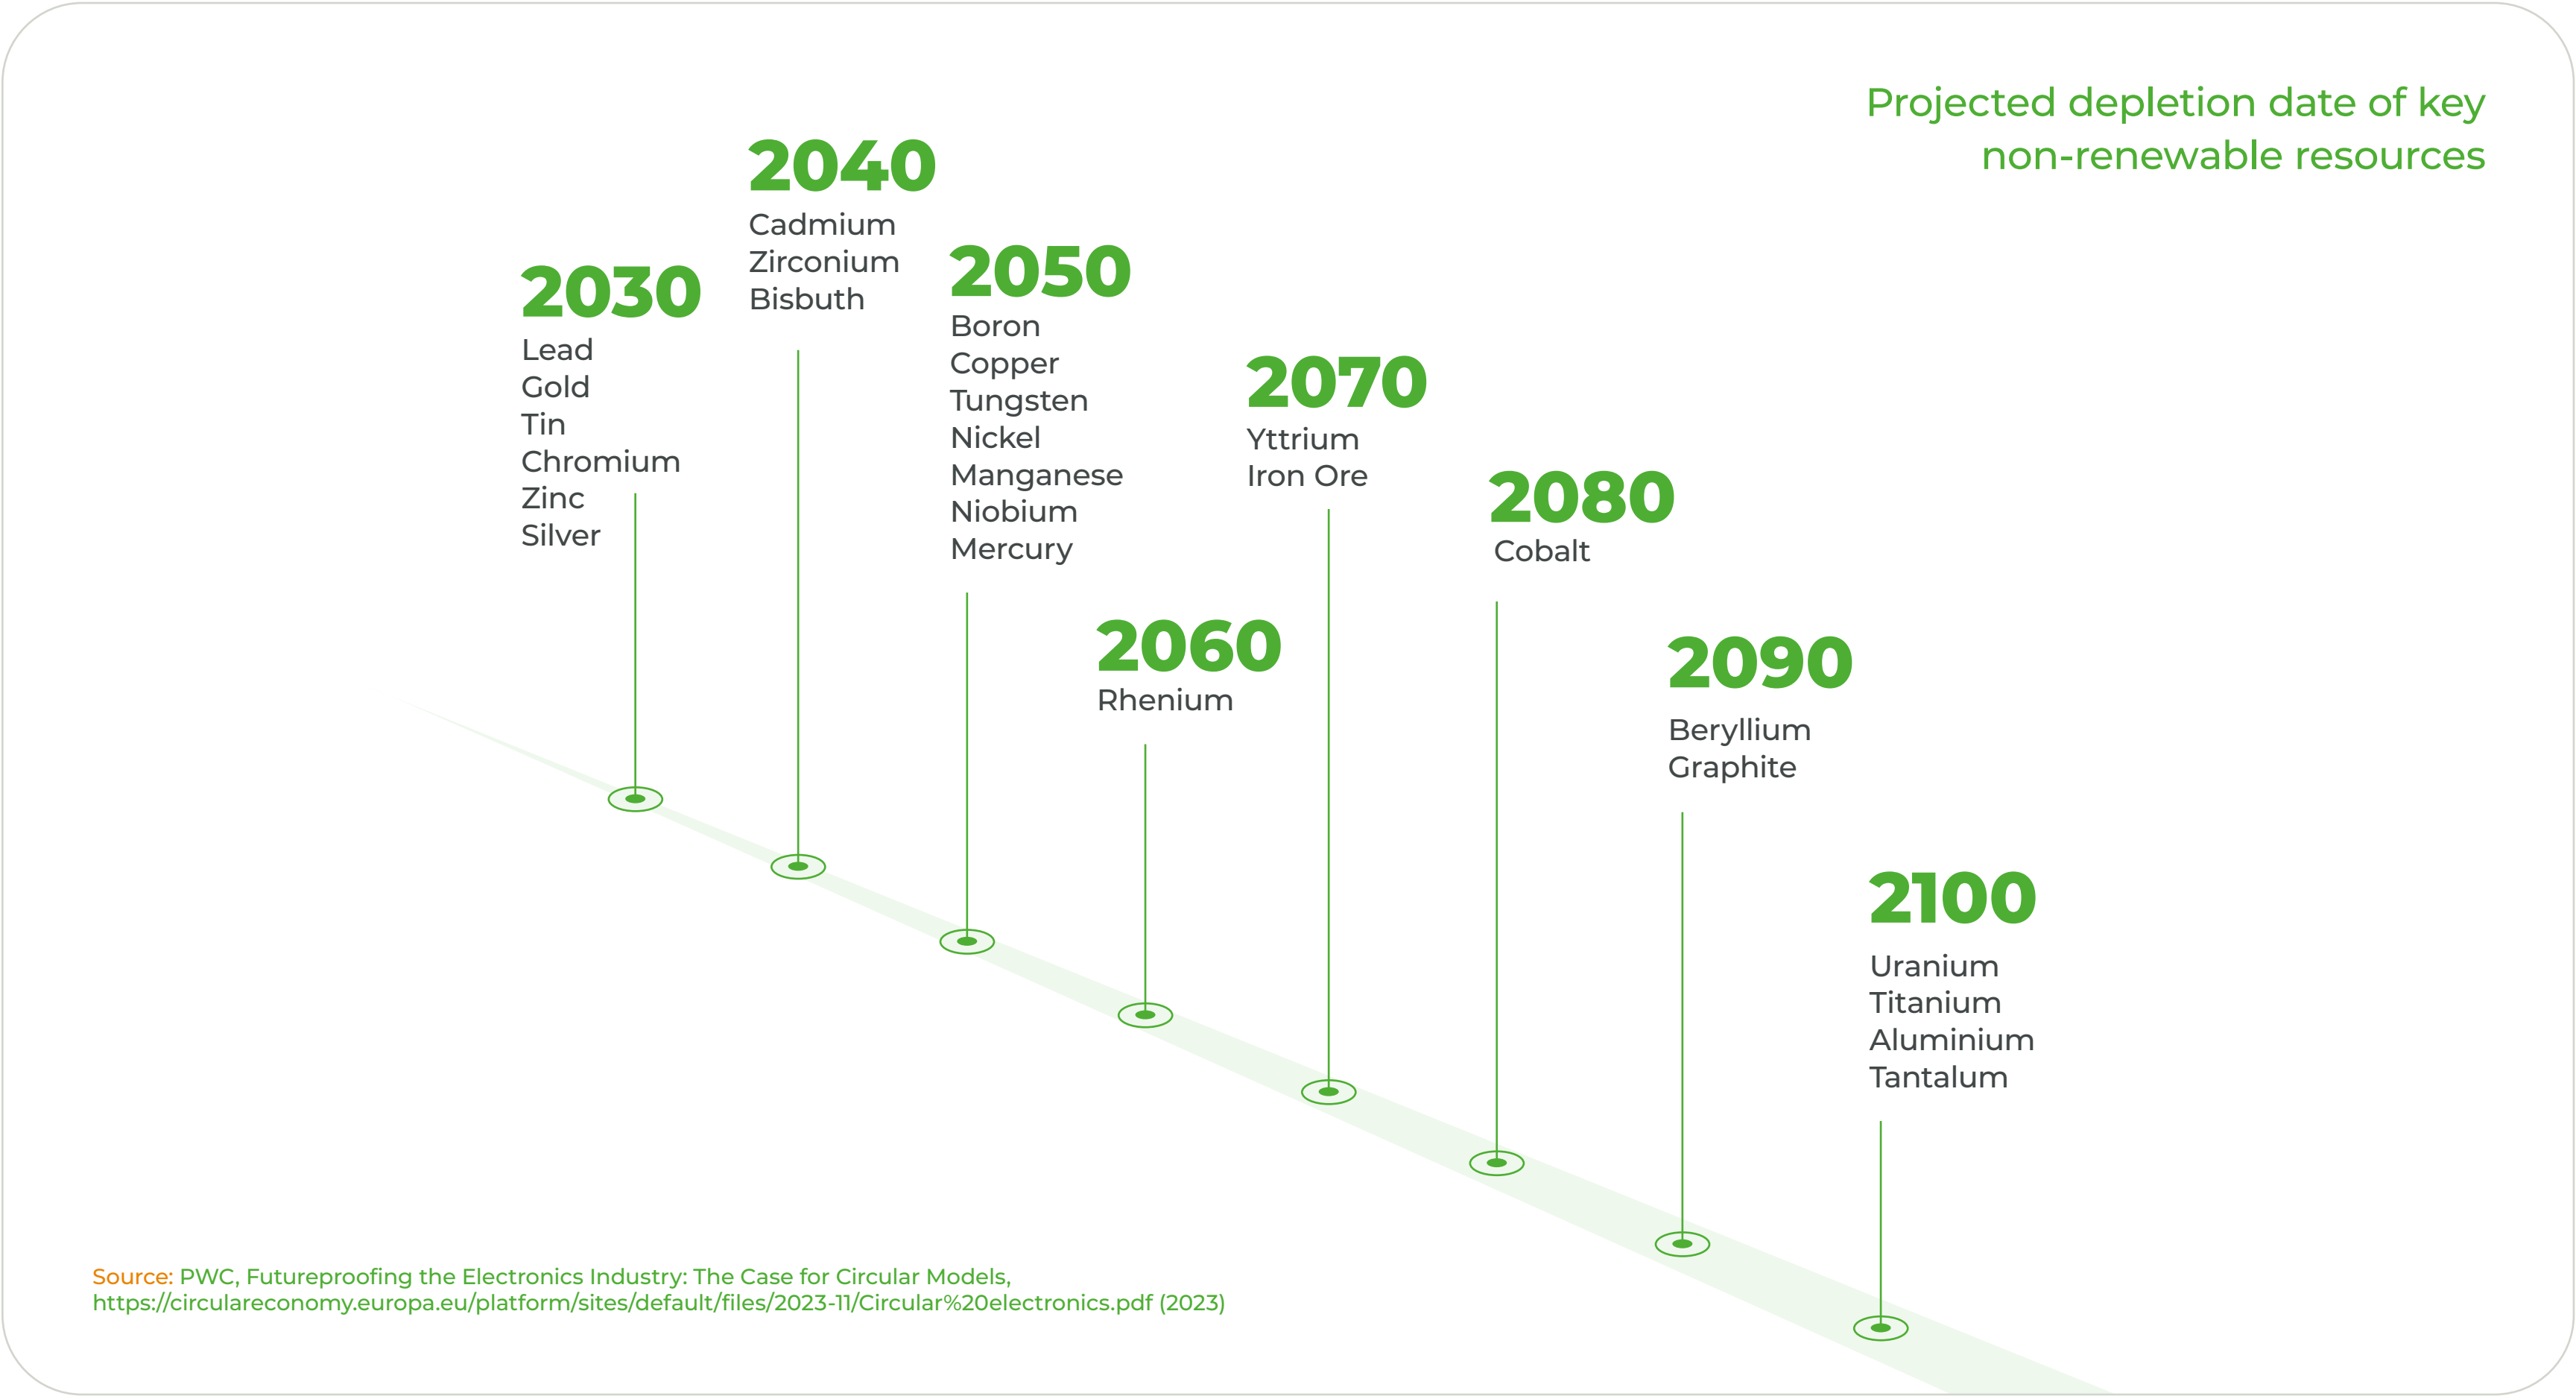 Projected depletion date of key
non-renewable resources
2030
Lead
Gold
Tin
Chromium
Zinc
Silver
2040
Cadmium
Zirconium
Bisbuth
2050
Boron
Copper
Tungsten
Nickel
Manganese
Niobium
Mercury
2060
Rhenium
2070
Yttrium
Iron Ore
2080
Cobalt
2090
Beryllium
Graphite
2100
Uranium
Titanium
Aluminium
Tantalum
Source: PWC, Futureproofing the Electronics Industry: The Case for Circular Models,
https://circulareconomy.europa.eu/platform/sites/default/files/2023-11/Circular%20electronics.pdf (2023)